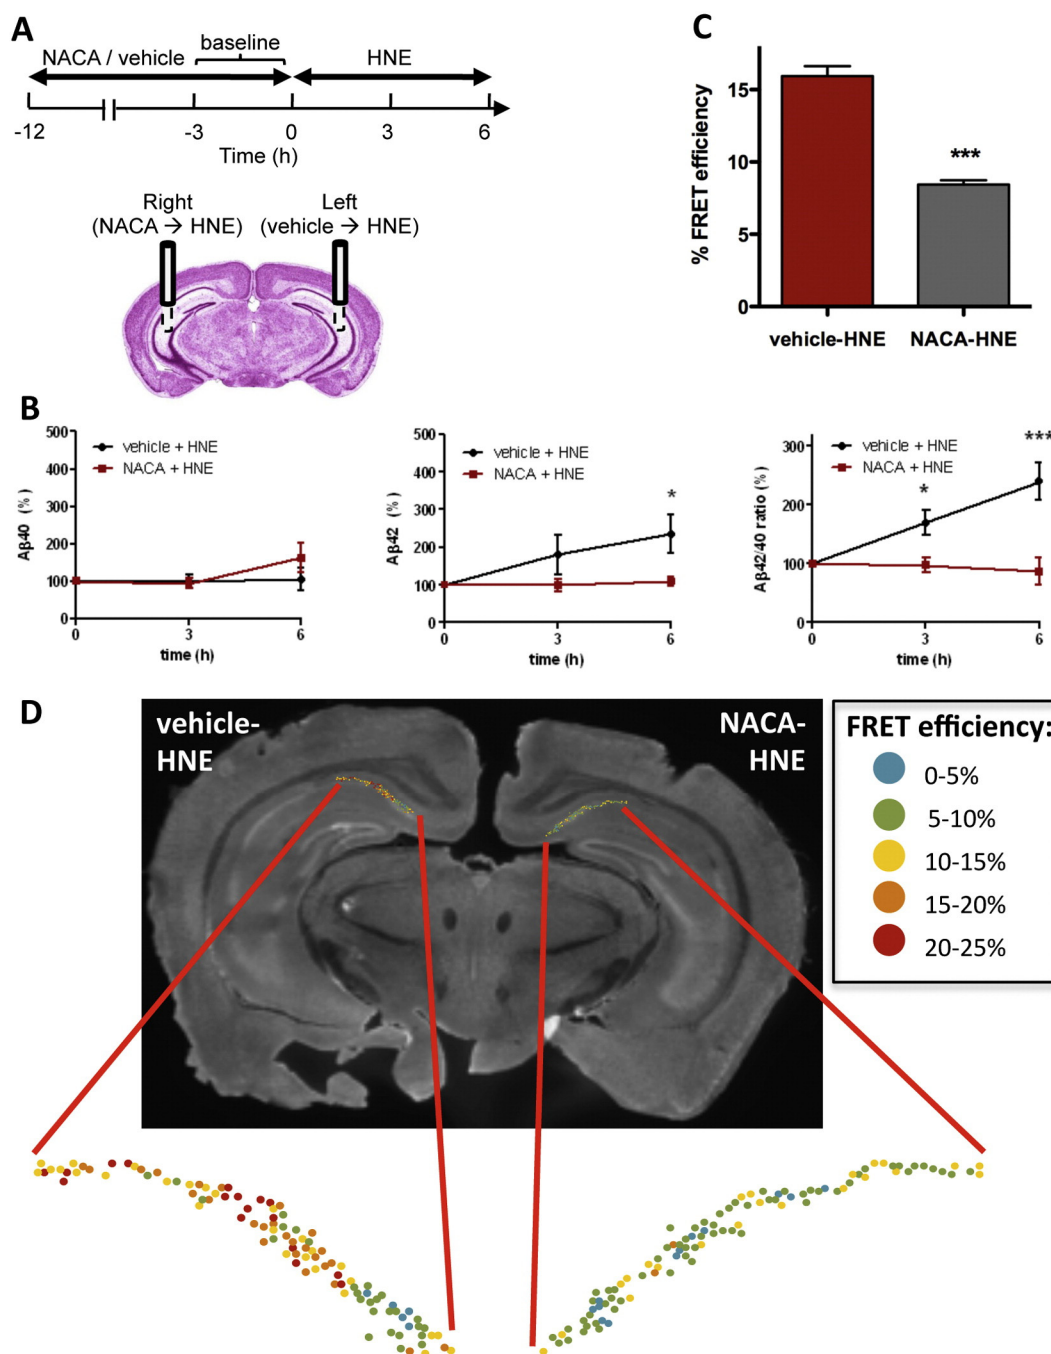 A
NACA / vehicle
baseline
HNE
-12
-3
0
3
6
Time (h)
Right
(NACA → HNE)
Left
(vehicle → HNE)
C
% FRET efficiency
15
10
5
0
***
vehicle-HNE
NACA-HNE
B
Aβ40 (%)
500
400
300
200
100
0
vehicle + HNE
NACA + HNE
0
3
6
time (h)
Aβ42 (%)
500
400
300
200
100
0
vehicle + HNE
NACA + HNE
*
0
3
6
time (h)
Aβ42/40 ratio (%)
300
200
100
0
vehicle + HNE
NACA + HNE
*
***
0
3
6
time (h)
D
vehicle-
HNE
NACA-
HNE
FRET efficiency:
0-5%
5-10%
10-15%
15-20%
20-25%